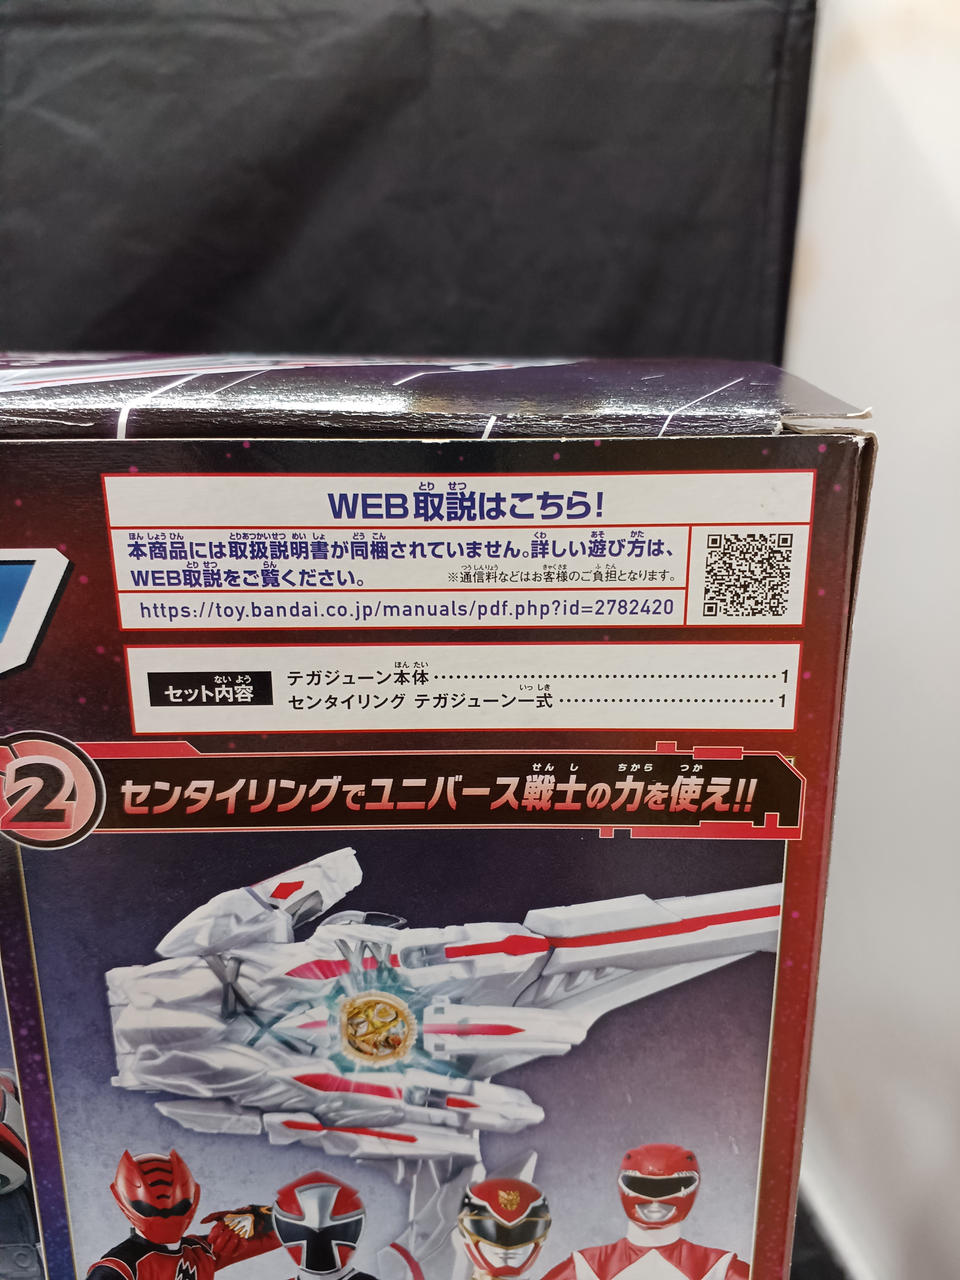 WEB取説はこちら!
本商品には取扱説明書が同梱されていません。詳しい遊び方は、
WEB取説をご覧ください。 ※通信料などはお客様のご負担となります。
https://toy.bandai.co.jp/manuals/pdf.php?id=2782420
セット内容
テガジューン本体 1
センタイリング テガジューン一式 1
2 センタイリングでユニバース戦士の力を使え!!